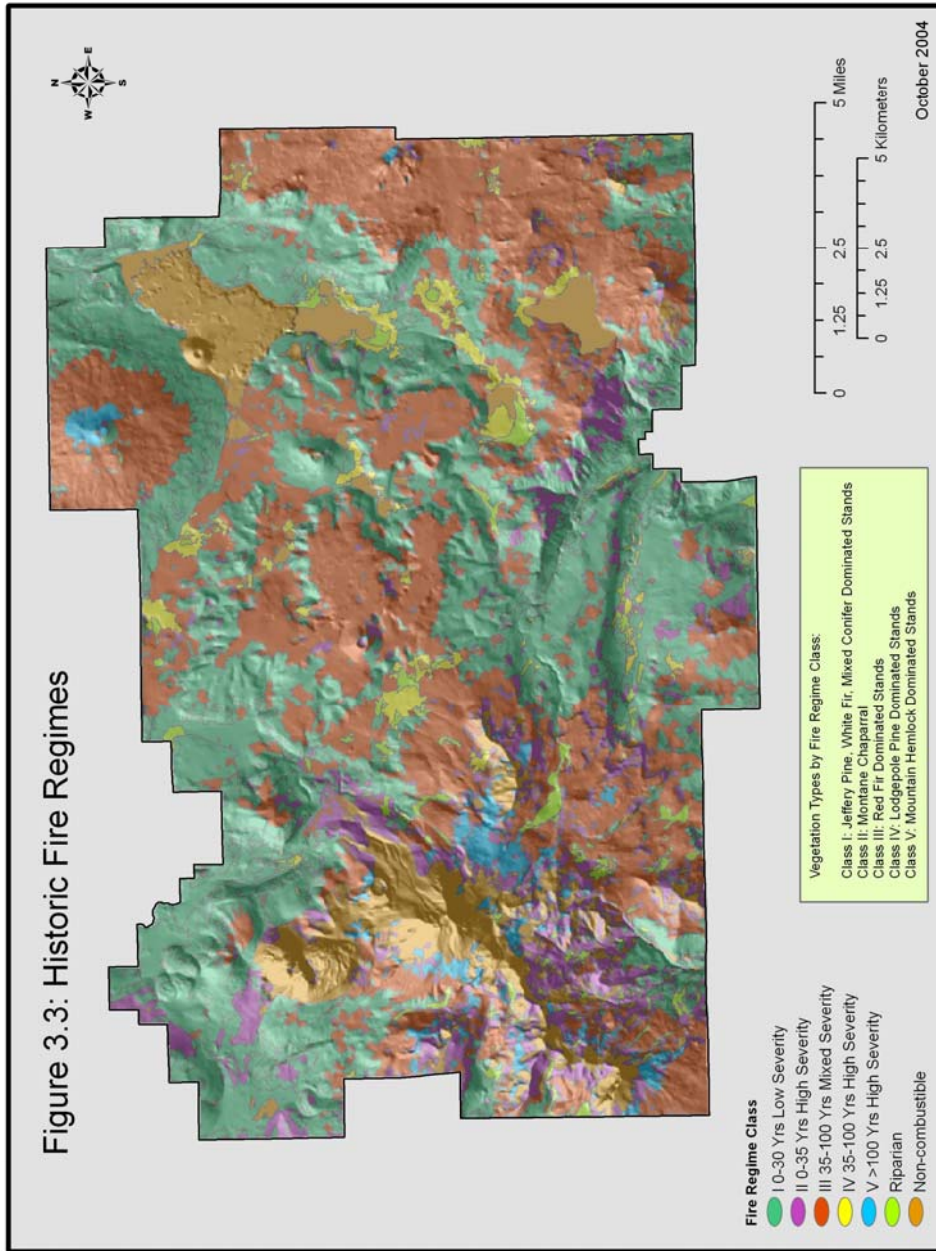 Figure 3.3: Historic Fire Regimes
N
W E
S
Fire Regime Class
I 0-30 Yrs Low Severity
II 0-35 Yrs High Severity
III 35-100 Yrs Mixed Severity
IV 35-100 Yrs High Severity
V >100 Yrs High Severity
Riparian
Non-combustible
Vegetation Types by Fire Regime Class:
Class I: Jeffery Pine, White Fir, Mixed Conifer Dominated Stands
Class II: Montane Chaparral
Class III: Red Fir Dominated Stands
Class IV: Lodgepole Pine Dominated Stands
Class V: Mountain Hemlock Dominated Stands
0 1.25 2.5 5 Miles
0 1.25 2.5 5 Kilometers
October 2004